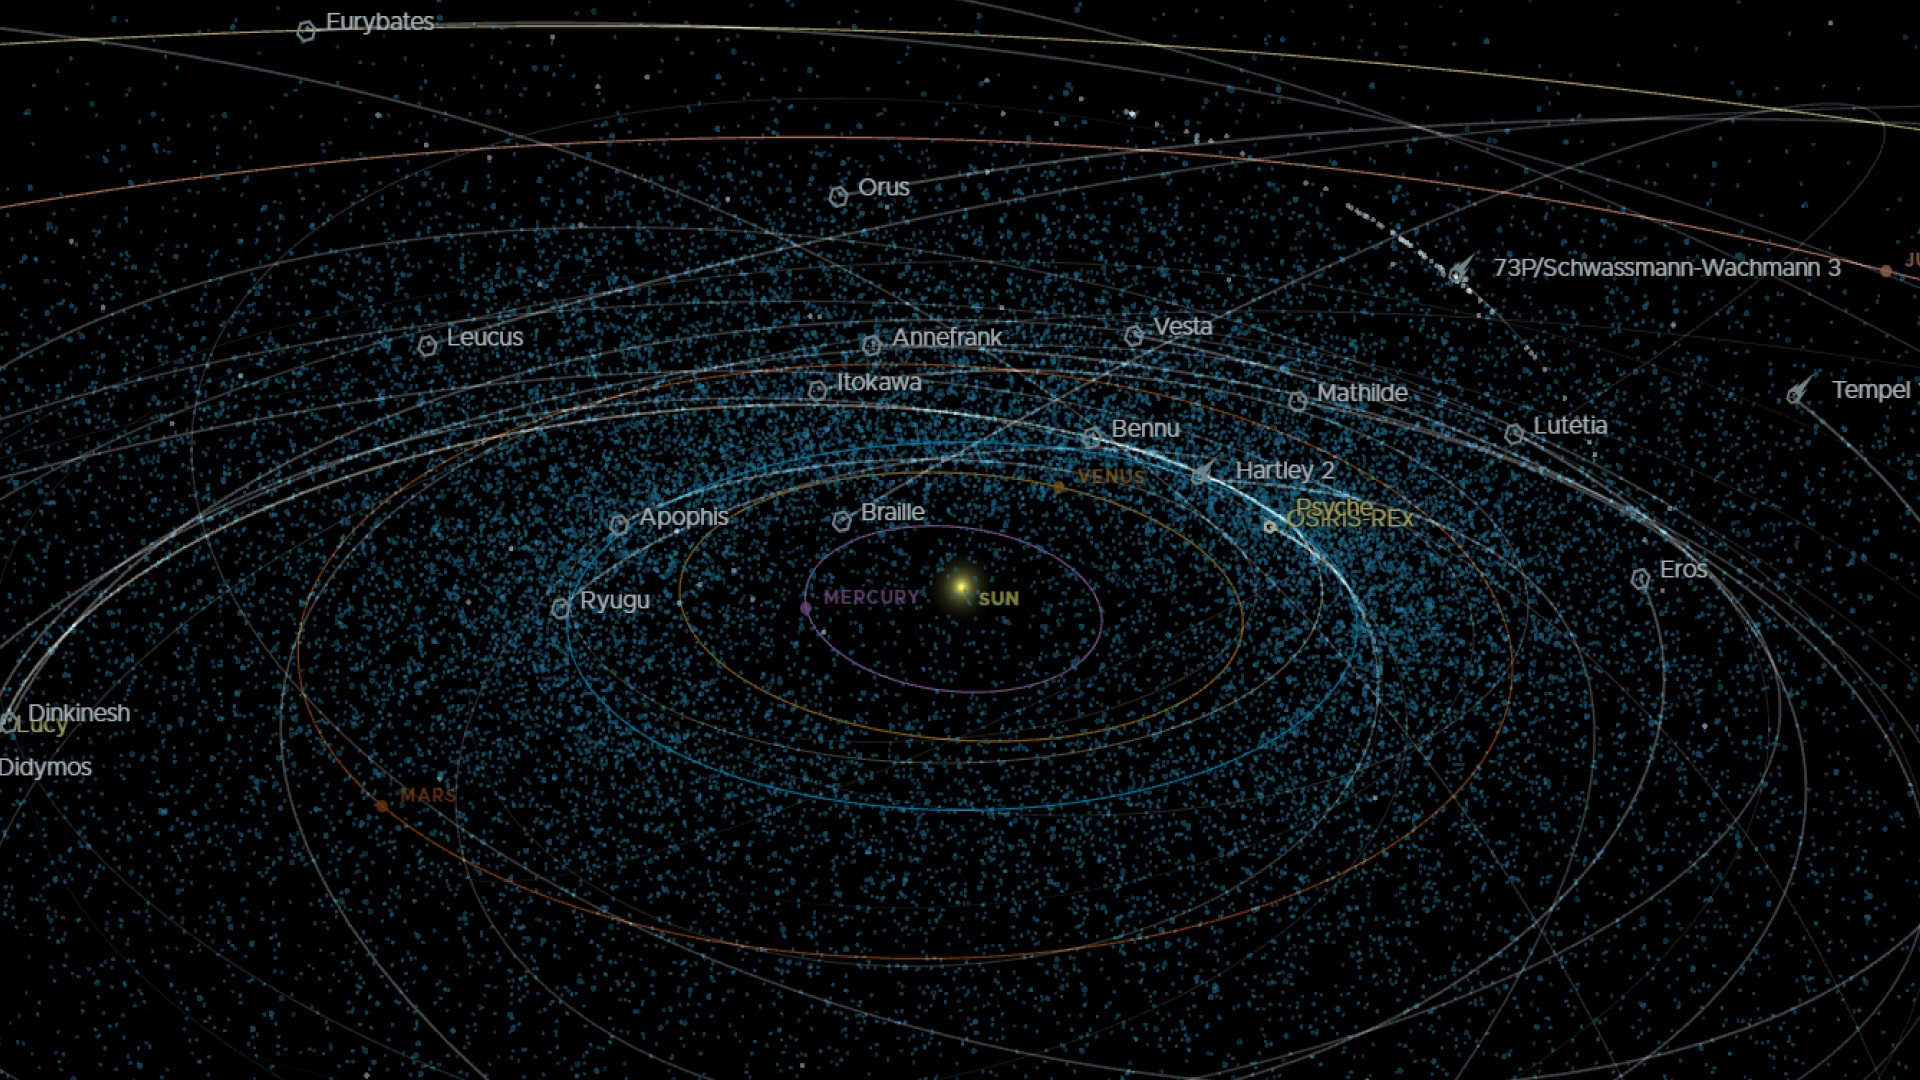 Eurybates
Orus
73P/Schwassmann-Wachmann 3
JU
Leucus
Annefrank
Vesta
Itokawa
Mathilde
Tempel
Bennu
Lutetia
Hartley 2
VENUS
Psyche
OSIRIS-REX
Apophis
Braille
Eros
MERCURY
SUN
Ryugu
Dinkinesh
Lucy
Didymos
MARS